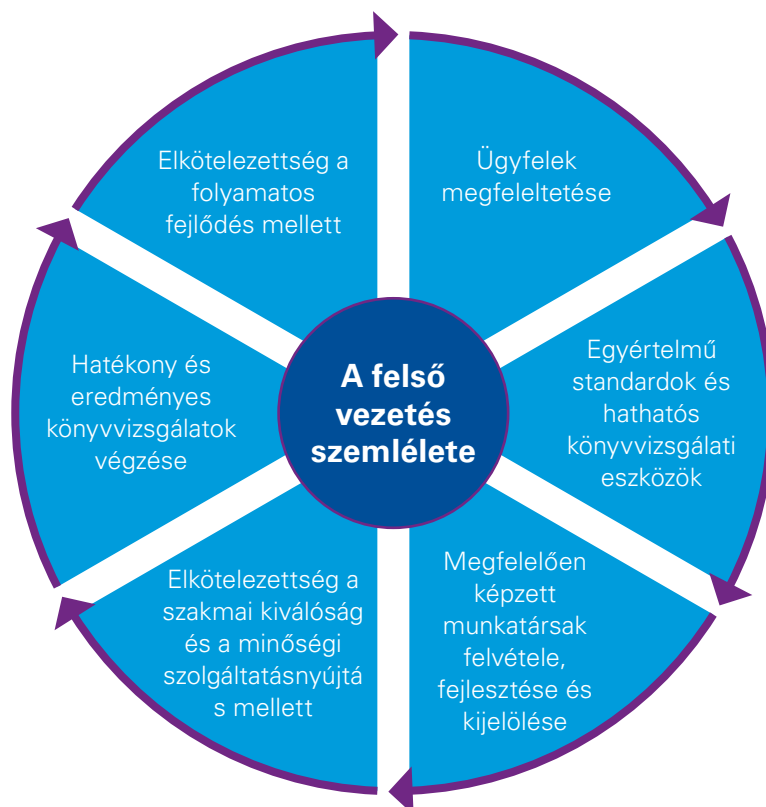 Elkötelezettség a
folyamatos
fejlődés mellett
Ügyfelek
megfeleltetése
Egyértelmű
standardok és
hathatós
könyvvizsgálati
eszközök
Megfelelően
képzett
munkatársak
felvétele,
fejlesztése és
kijelölése
Elkötelezettség a
szakmai kiválóság
és a minőségi
szolgáltatásnyújtá
s mellett
Hatékony és
eredményes
könyvvizsgálatok
végzése
A felső
vezetés
szemlélete